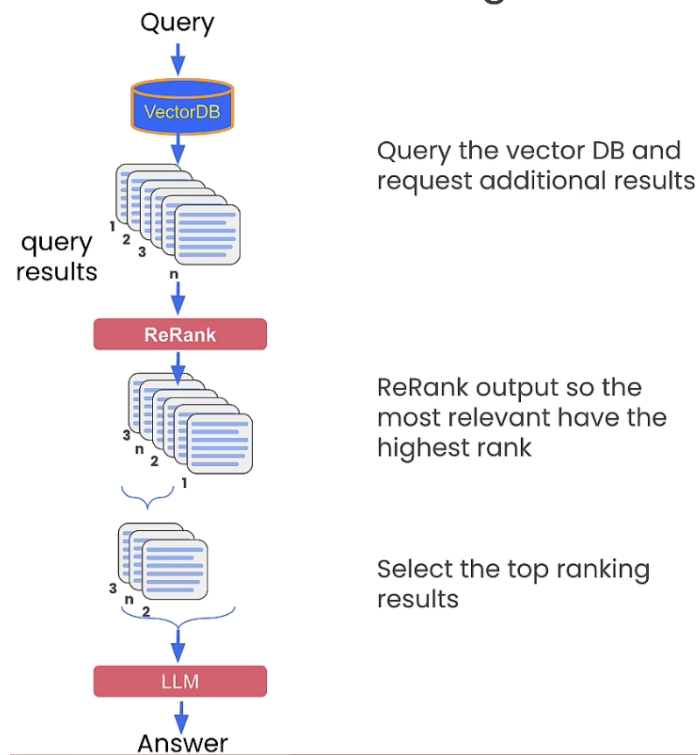 Query
VectorDB
Query the vector DB and
request additional results
1
2
3
n
query
results
ReRank
ReRank output so the
most relevant have the
highest rank
3
n
2
1
Select the top ranking
results
3
n
2
LLM
Answer